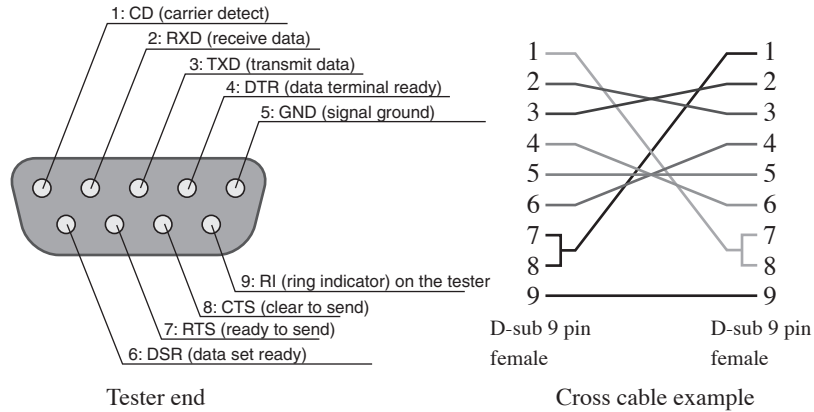 1: CD (carrier detect)
2: RXD (receive data)
3: TXD (transmit data)
4: DTR (data terminal ready)
5: GND (signal ground)
9: RI (ring indicator) on the tester
8: CTS (clear to send)
7: RTS (ready to send)
6: DSR (data set ready)
Tester end
1 1
2 2
3 3
4 4
5 5
6 6
7 7
8 8
9 9
D-sub 9 pin D-sub 9 pin
female female
Cross cable example